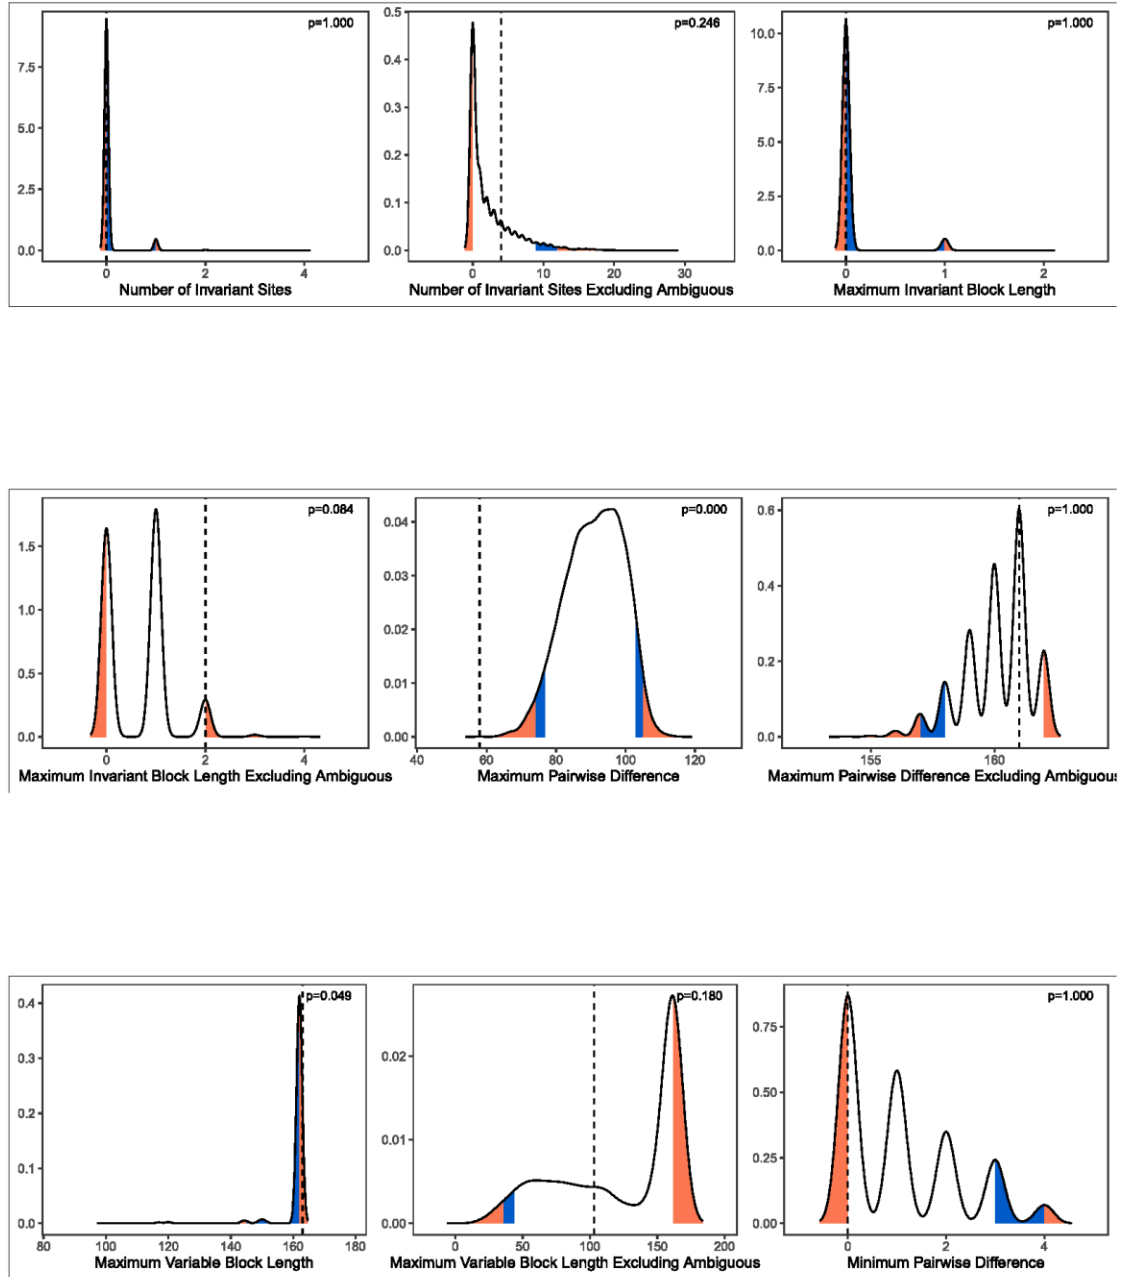 p=1.000
7.5
5.0
2.5
0.0
0 2 4
Number of Invariant Sites
p=0.246
0.5
0.4
0.3
0.2
0.1
0.0
0 10 20 30
Number of Invariant Sites Excluding Ambiguous
p=1.000
10.0
7.5
5.0
2.5
0.0
0 1 2
Maximum Invariant Block Length
p=0.084
1.5
1.0
0.5
0.0
0 2 4
Maximum Invariant Block Length Excluding Ambiguous
p=0.000
0.04
0.03
0.02
0.01
0.00
40 60 80 100 120
Maximum Pairwise Difference
p=1.000
0.6
0.4
0.2
0.0
155 160
Maximum Pairwise Difference Excluding Ambiguous
p=0.049
0.4
0.3
0.2
0.1
0.0
80 100 120 140 160 180
Maximum Variable Block Length
p=0.180
0.02
0.01
0.00
0 50 100 150 200
Maximum Variable Block Length Excluding Ambiguous
p=1.000
0.75
0.50
0.25
0.00
0 2 4
Minimum Pairwise Difference